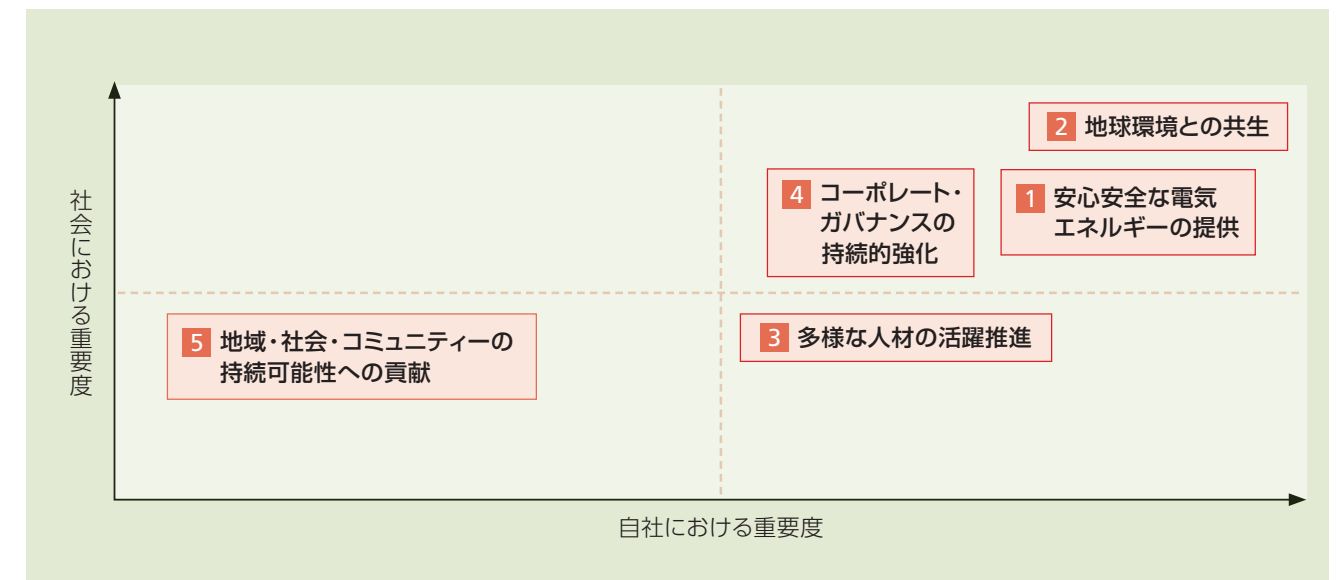 社会における重要度
2 地球環境との共生
4 コーポレート・
ガバナンスの
持続的強化
1 安心安全な電気
エネルギーの提供
5 地域・社会・コミュニティーの
持続可能性への貢献
3 多様な人材の活躍推進
自社における重要度